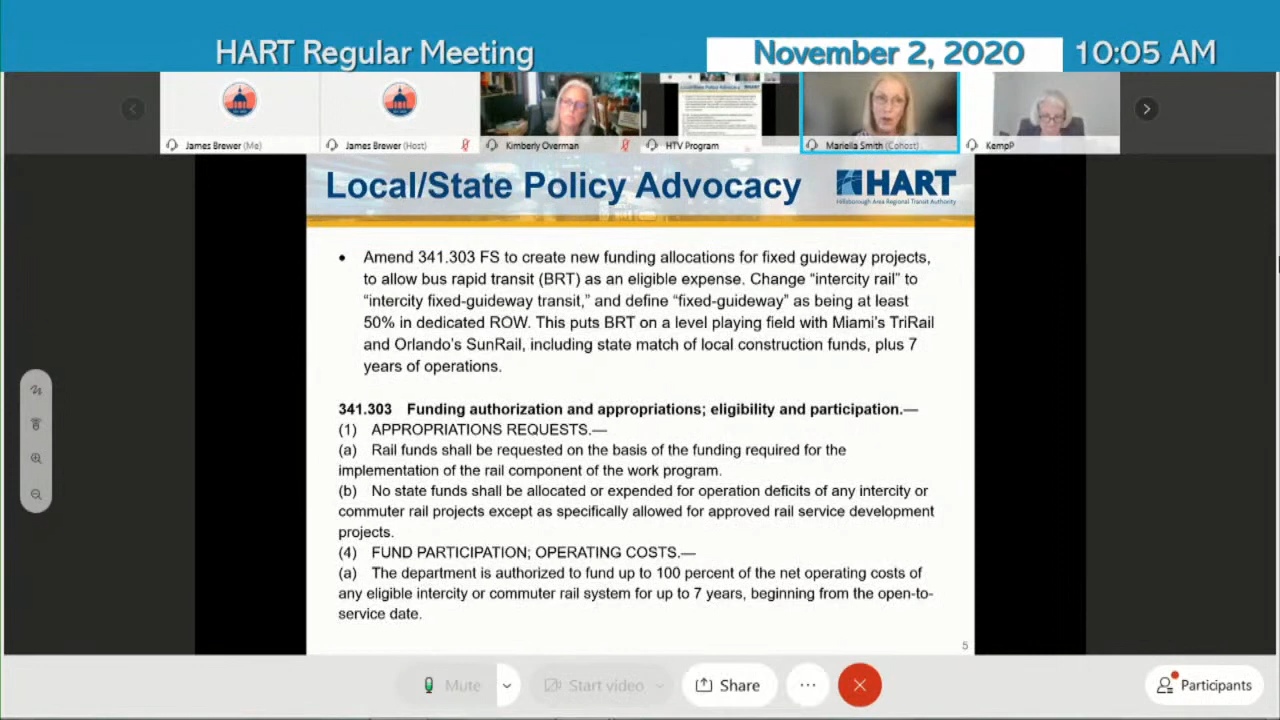 HART Regular Meeting
November 2, 2020
10:05 AM
James Brewer (Me)
James Brewer (Host)
Kimberly Overman
HTV Program
Mariella Smith (Cohost)
KempP
Local/State Policy Advocacy
HART
Hillsborough Area Regional Transit Authority
• Amend 341.303 FS to create new funding allocations for fixed guideway projects,
to allow bus rapid transit (BRT) as an eligible expense. Change “intercity rail” to
“intercity fixed-guideway transit,” and define “fixed-guideway” as being at least
50% in dedicated ROW. This puts BRT on a level playing field with Miami’s TriRail
and Orlando’s SunRail, including state match of local construction funds, plus 7
years of operations.
341.303 Funding authorization and appropriations; eligibility and participation.—
(1) APPROPRIATIONS REQUESTS.—
(a) Rail funds shall be requested on the basis of the funding required for the
implementation of the rail component of the work program.
(b) No state funds shall be allocated or expended for operation deficits of any intercity or
commuter rail projects except as specifically allowed for approved rail service development
projects.
(4) FUND PARTICIPATION; OPERATING COSTS.—
(a) The department is authorized to fund up to 100 percent of the net operating costs of
any eligible intercity or commuter rail system for up to 7 years, beginning from the open-to-
service date.
5
Mute
Start video
Share
Participants